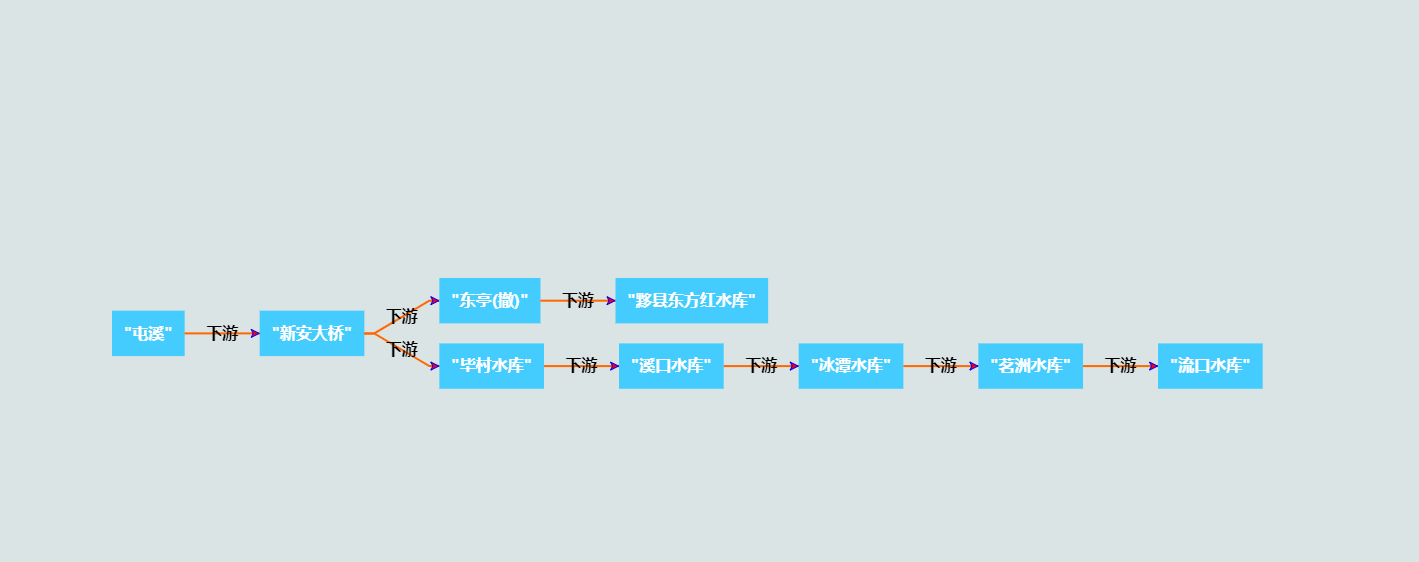 "东亭(撤)" 下游 "黟县东方红水库"
下游
"屯溪" 下游 "新安大桥"
下游
"毕村水库" 下游 "溪口水库" 下游 "冰潭水库" 下游 "茗洲水库" 下游 "流口水库"